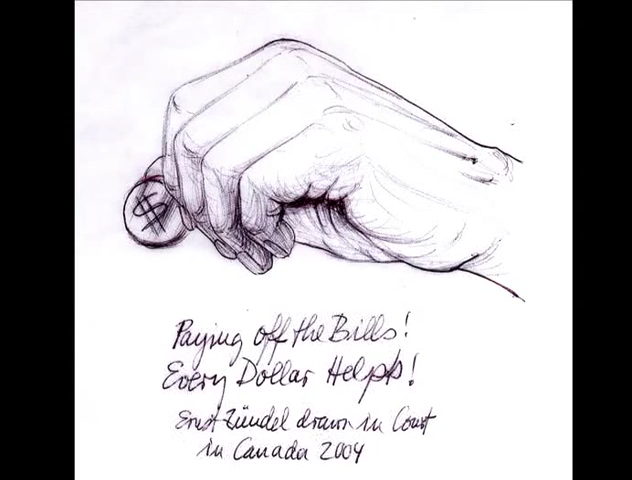 $
Paying off the Bills!
Every Dollar Helps!
Ernst Zündel drawn in Court
in Canada 2004